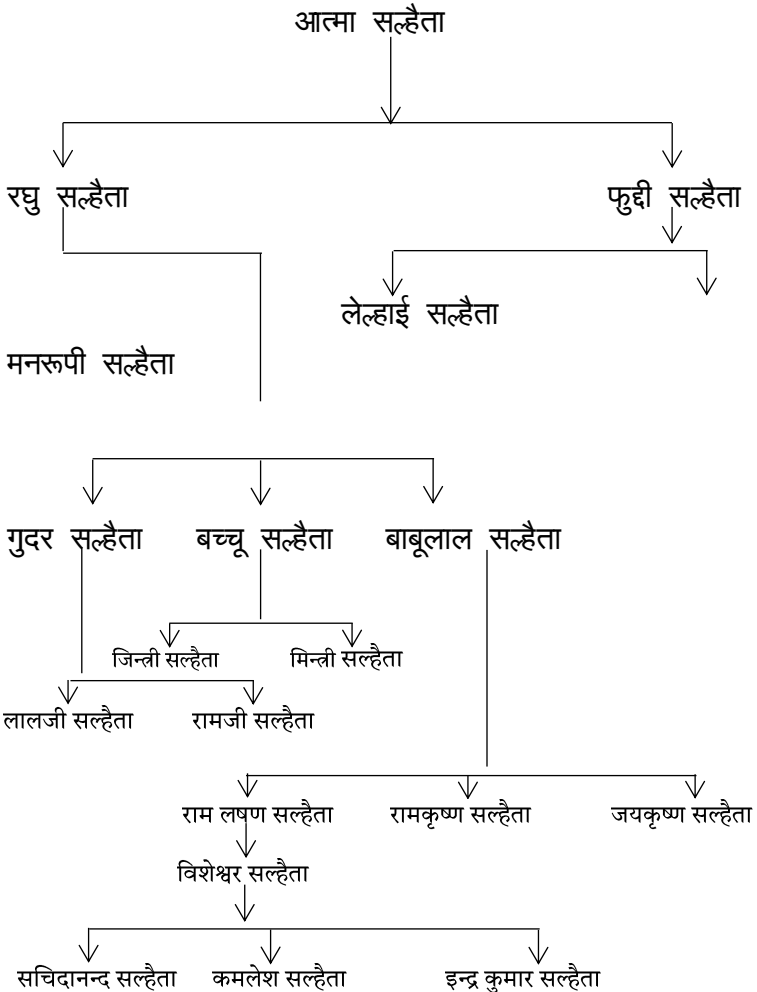 आत्मा सल्हैता
रघु सल्हैता फुद्दी सल्हैता
लेल्हाई सल्हैता
मनरूपी सल्हैता
गुदर सल्हैता बच्चू सल्हैता बाबूलाल सल्हैता
जिन्त्री सल्हैता मिन्त्री सल्हैता
लालजी सल्हैता रामजी सल्हैता
राम लषण सल्हैता रामकृष्ण सल्हैता जयकृष्ण सल्हैता
विशेश्वर सल्हैता
सचिदानन्द सल्हैता कमलेश सल्हैता इन्द्र कुमार सल्हैता